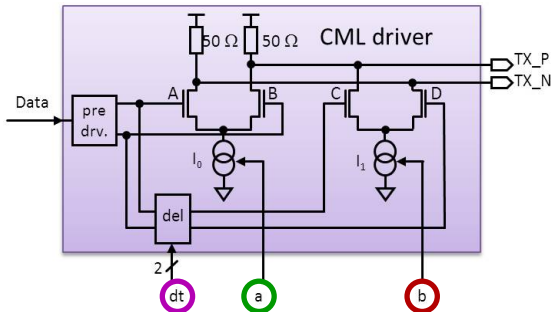 50 Ω
50 Ω
CML driver
TX_P
TX_N
Data
pre
drv.
A
B
C
D
I0
I1
del
2
dt
a
b